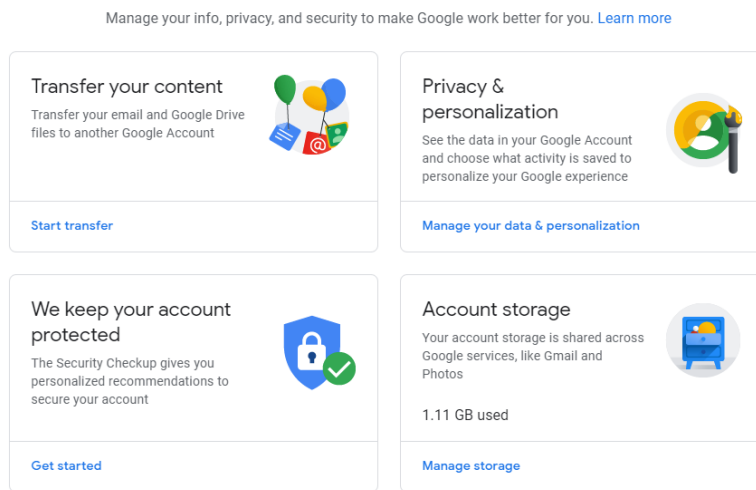 Manage your info, privacy, and security to make Google work better for you. Learn more
Transfer your content
Transfer your email and Google Drive
files to another Google Account
Start transfer
Privacy &
personalization
See the data in your Google Account
and choose what activity is saved to
personalize your Google experience
Manage your data & personalization
We keep your account
protected
The Security Checkup gives you
personalized recommendations to
secure your account
Get started
Account storage
Your account storage is shared across
Google services, like Gmail and
Photos
1.11 GB used
Manage storage